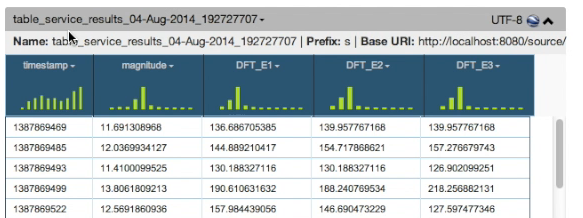 table_service_results_04-Aug-2014_192727707 UTF-8
Name: table_service_results_04-Aug-2014_192727707 | Prefix: s | Base URI: http://localhost:8080/source/
timestamp magnitude DFT_E1 DFT_E2 DFT_E3
1387869469 11.691308968 136.686705385 139.957767168 139.957767168
1387869485 12.0369934127 144.889210417 154.717868621 157.276679743
1387869493 11.4100099525 130.188327116 130.188327116 126.902099251
1387869499 13.8061809213 190.610631632 188.240769534 218.256882131
1387869522 12.5691860936 157.984439056 146.690473229 127.597477346